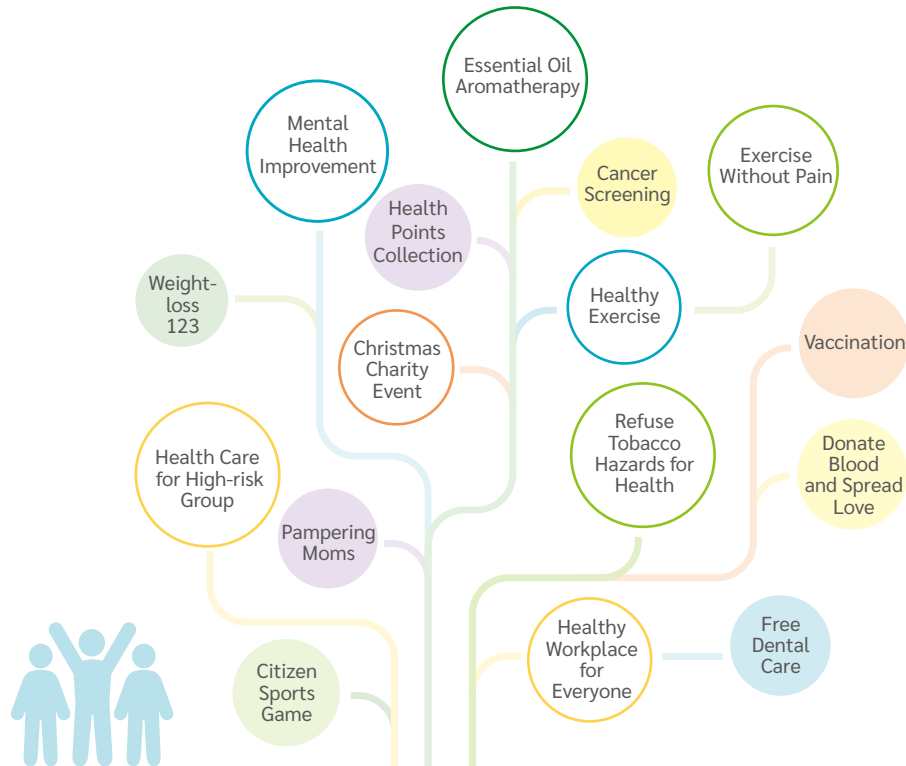 Essential Oil
Aromatherapy
Mental
Health
Improvement
Exercise
Without Pain
Cancer
Screening
Health
Points
Collection
Weight-
loss
123
Healthy
Exercise
Christmas
Charity
Event
Vaccination
Refuse
Tobacco
Hazards for
Health
Health Care
for High-risk
Group
Donate
Blood
and Spread
Love
Pampering
Moms
Healthy
Workplace
for
Everyone
Free
Dental
Care
Citizen
Sports
Game